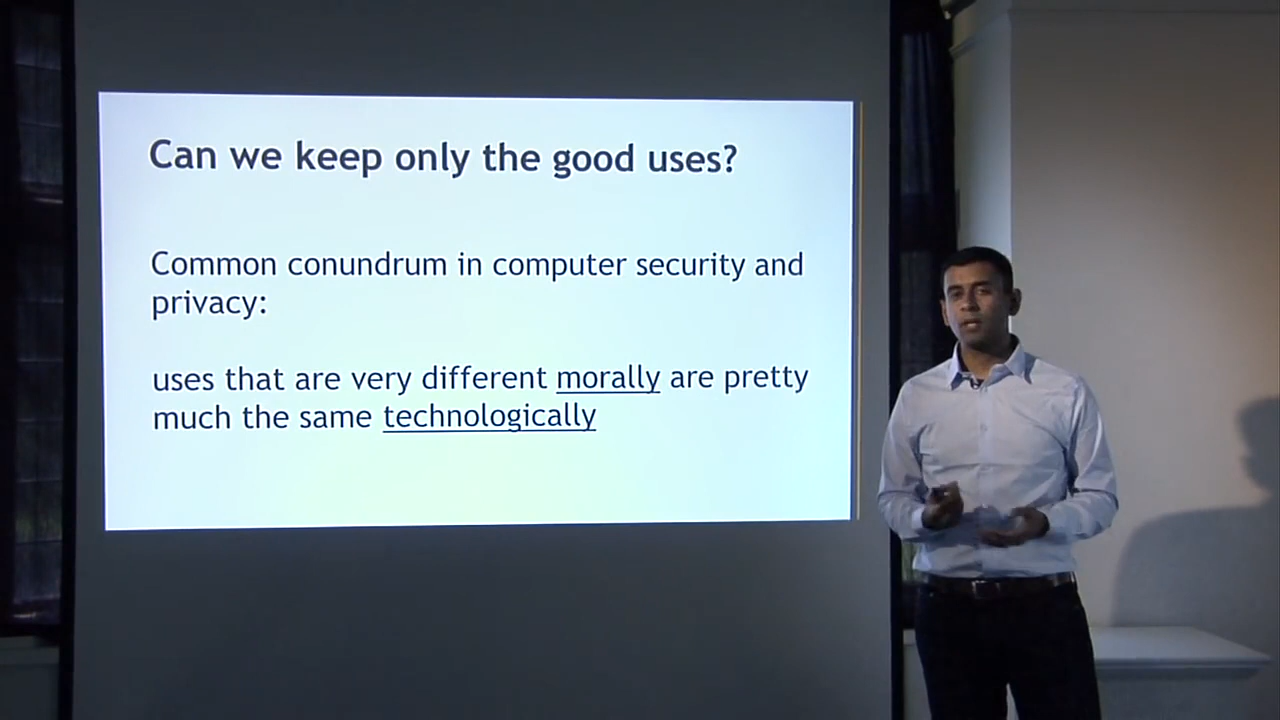 Can we keep only the good uses?
Common conundrum in computer security and
privacy:
uses that are very different morally are pretty
much the same technologically